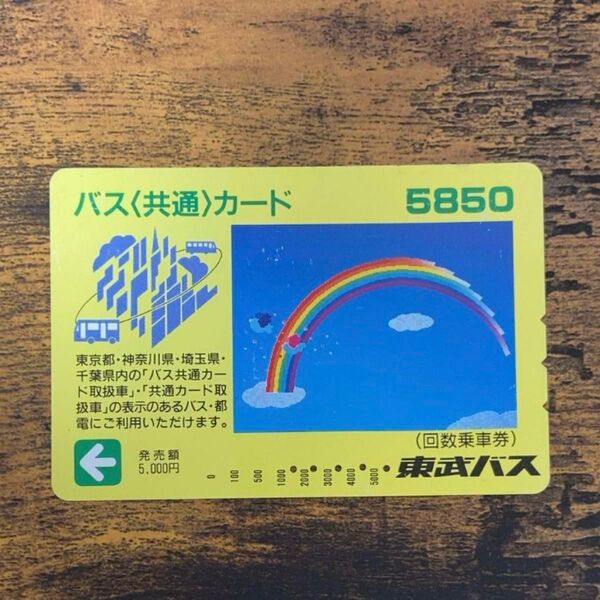 バス〈共通〉カード
5850
東京都・神奈川県・埼玉県・
千葉県内の「バス共通カー
ド取扱車」・「共通カード取
扱車」の表示のあるバス・都
電にご利用いただけます。
(回数乗車券)
発売額
5,000円
0 100 500 1000 2000 3000 4000 5000
東武バス